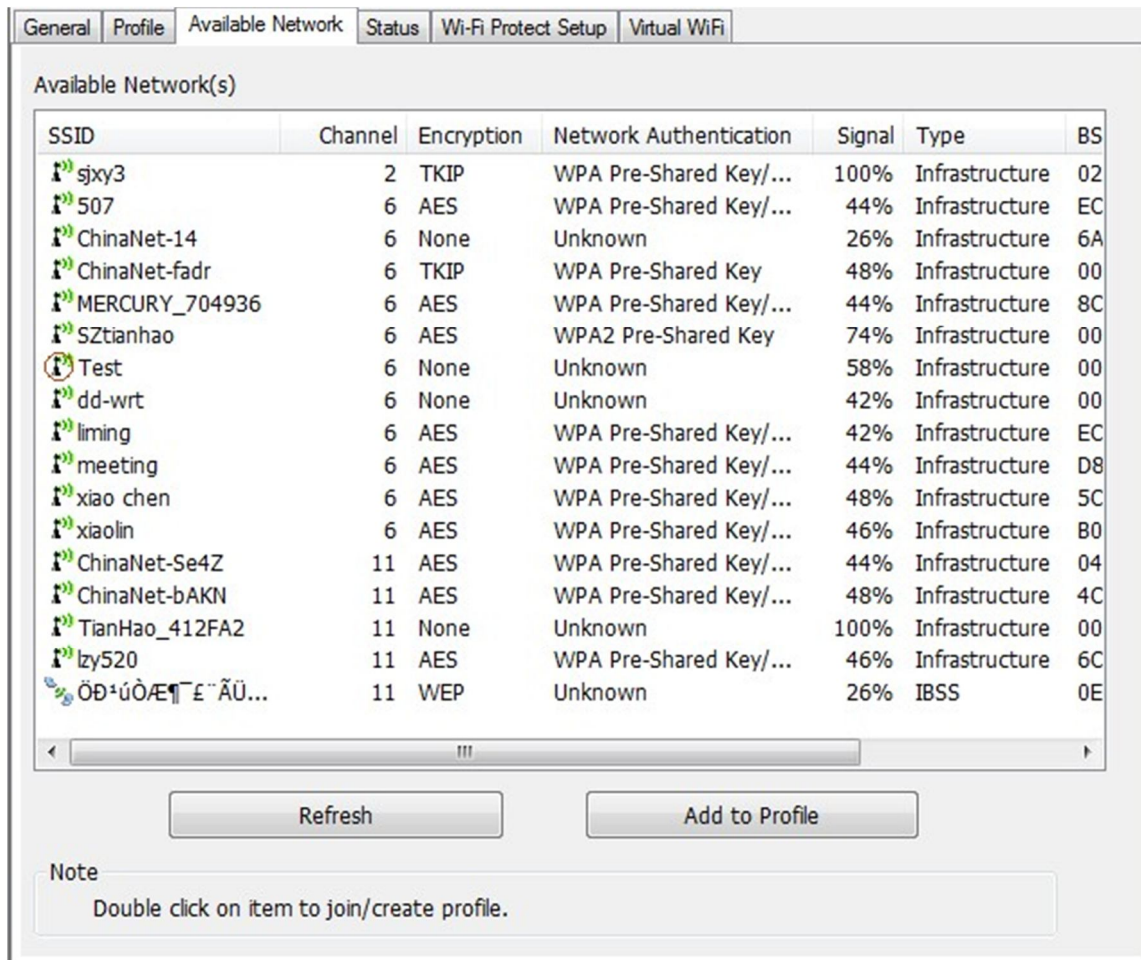 General Profile Available Network Status Wi-Fi Protect Setup Virtual WiFi
Available Network(s)
SSID Channel Encryption Network Authentication Signal Type BS
sjxy3 2 TKIP WPA Pre-Shared Key/... 100% Infrastructure 02
507 6 AES WPA Pre-Shared Key/... 44% Infrastructure EC
ChinaNet-14 6 None Unknown 26% Infrastructure 6A
ChinaNet-fadr 6 TKIP WPA Pre-Shared Key 48% Infrastructure 00
MERCURY_704936 6 AES WPA Pre-Shared Key/... 44% Infrastructure 8C
SZtianhao 6 AES WPA2 Pre-Shared Key 74% Infrastructure 00
Test 6 None Unknown 58% Infrastructure 00
dd-wrt 6 None Unknown 42% Infrastructure 00
liming 6 AES WPA Pre-Shared Key/... 42% Infrastructure EC
meeting 6 AES WPA Pre-Shared Key/... 44% Infrastructure D8
xiao chen 6 AES WPA Pre-Shared Key/... 48% Infrastructure 5C
xiaolin 6 AES WPA Pre-Shared Key/... 46% Infrastructure B0
ChinaNet-Se4Z 11 AES WPA Pre-Shared Key/... 44% Infrastructure 04
ChinaNet-bAKN 11 AES WPA Pre-Shared Key/... 48% Infrastructure 4C
TianHao_412FA2 11 None Unknown 100% Infrastructure 00
lzy520 11 AES WPA Pre-Shared Key/... 46% Infrastructure 6C
ÖÐ¹úÒÆ¶¯£¨ÃÜ... 11 WEP Unknown 26% IBSS 0E
Refresh Add to Profile
Note
Double click on item to join/create profile.